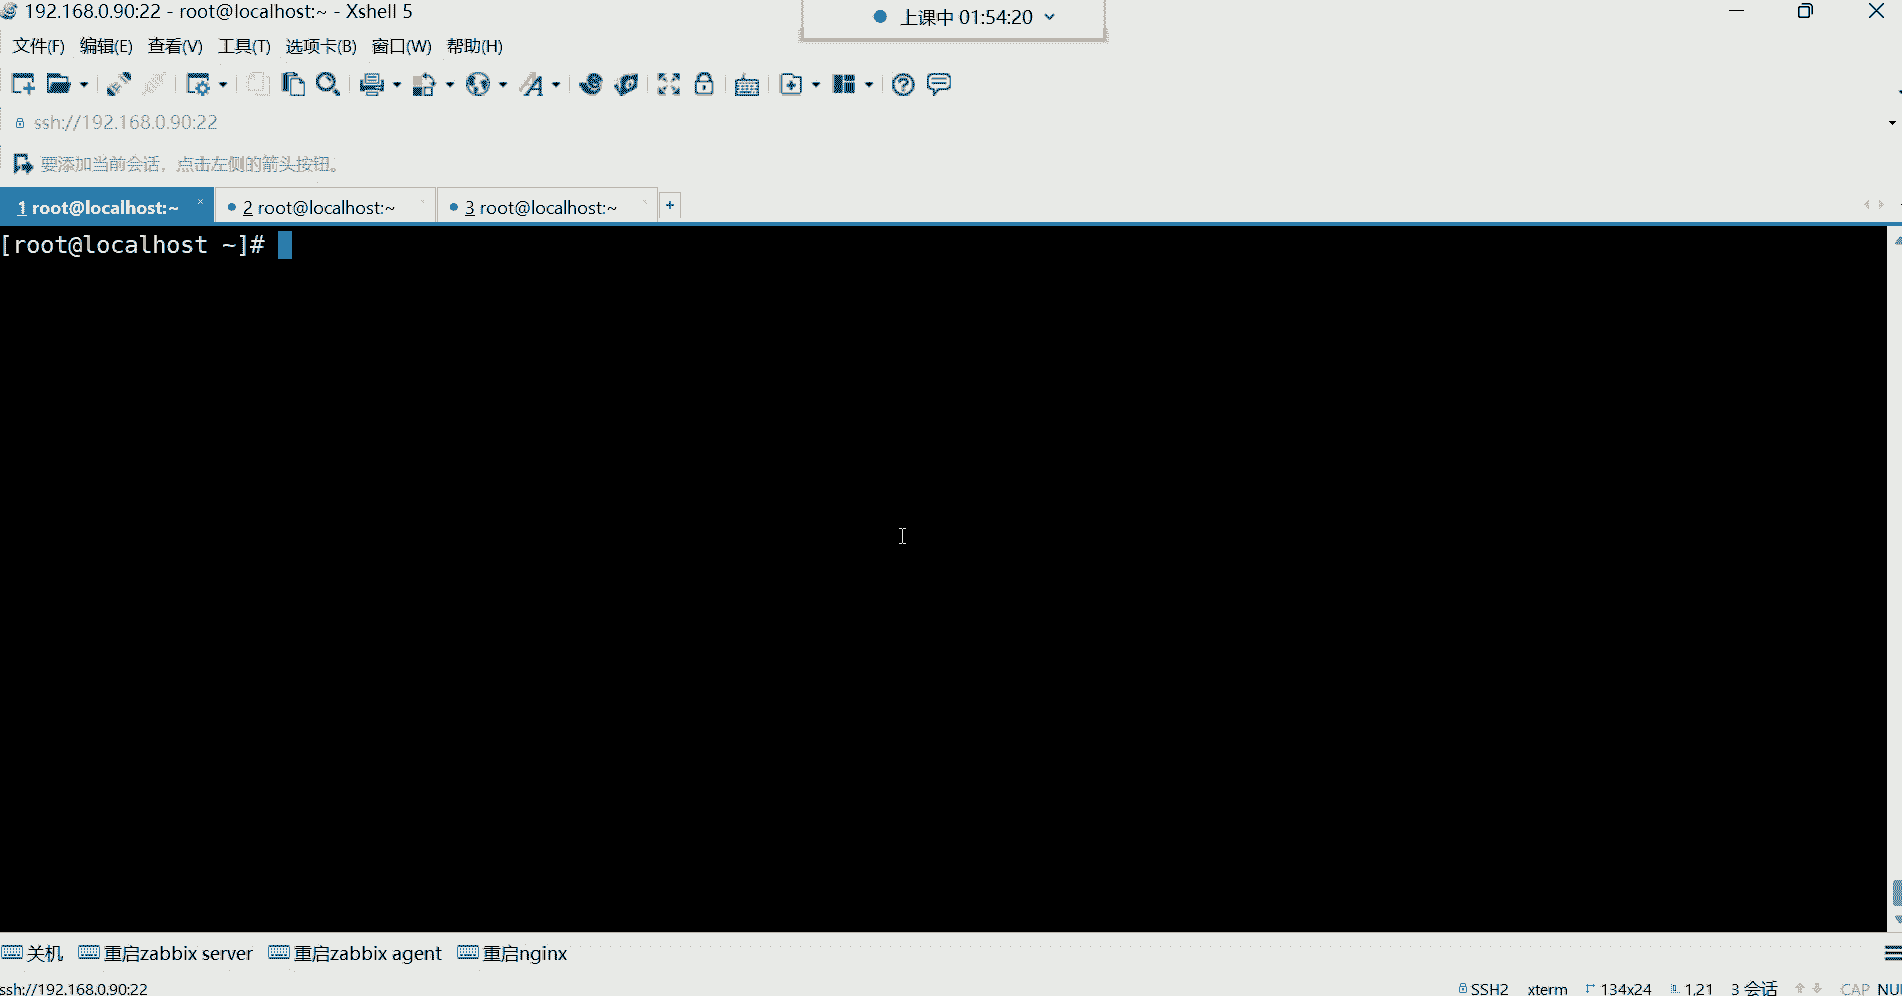 192.168.0.90:22 - root@localhost:~ - Xshell 5
上课中 01:54:20
文件(F) 编辑(E) 查看(V) 工具(T) 选项卡(B) 窗口(W) 帮助(H)
ssh://192.168.0.90:22
要添加当前会话，点击左侧的箭头按钮。
1 root@localhost:~ 2 root@localhost:~ 3 root@localhost:~ +
[root@localhost ~]#
关机 重启zabbix server 重启zabbix agent 重启nginx
ssh://192.168.0.90:22 SSH2 xterm 134x24 1,21 3 会话 CAP NU